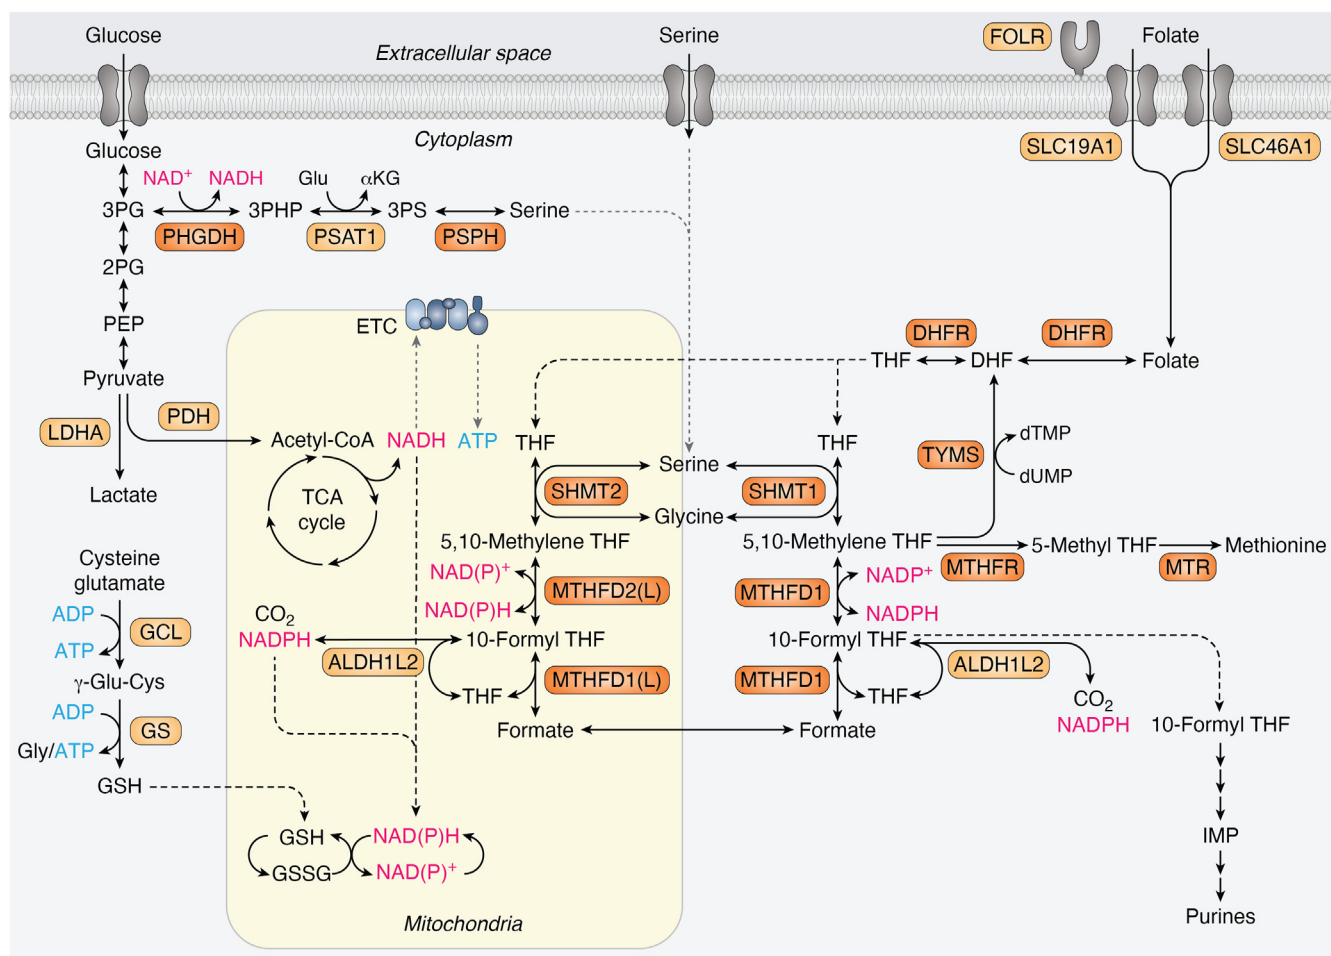 Glucose
Extracellular space
Serine
FOLR
Folate
Cytoplasm
Glucose
SLC19A1
SLC46A1
NAD+
NADH
Glu
αKG
3PG
3PHP
3PS
Serine
PHGDH
PSAT1
PSPH
2PG
PEP
ETC
DHFR
DHFR
THF
DHF
Folate
Pyruvate
PDH
LDHA
Acetyl-CoA
NADH
ATP
THF
THF
dTMP
TYMS
dUMP
Serine
SHMT2
SHMT1
Lactate
TCA
cycle
Glycine
5,10-Methylene THF
5,10-Methylene THF
5-Methyl THF
Methionine
MTHFR
MTR
Cysteine
glutamate
NAD(P)+
NADP+
MTHFD2(L)
MTHFD1
NAD(P)H
NADPH
ADP
GCL
ATP
CO2
NADPH
10-Formyl THF
10-Formyl THF
ALDH1L2
ALDH1L2
γ-Glu-Cys
MTHFD1(L)
MTHFD1
THF
THF
CO2
NADPH
ADP
GS
Gly/ATP
Formate
Formate
10-Formyl THF
GSH
GSH
NAD(P)H
IMP
GSSG
NAD(P)+
Mitochondria
Purines